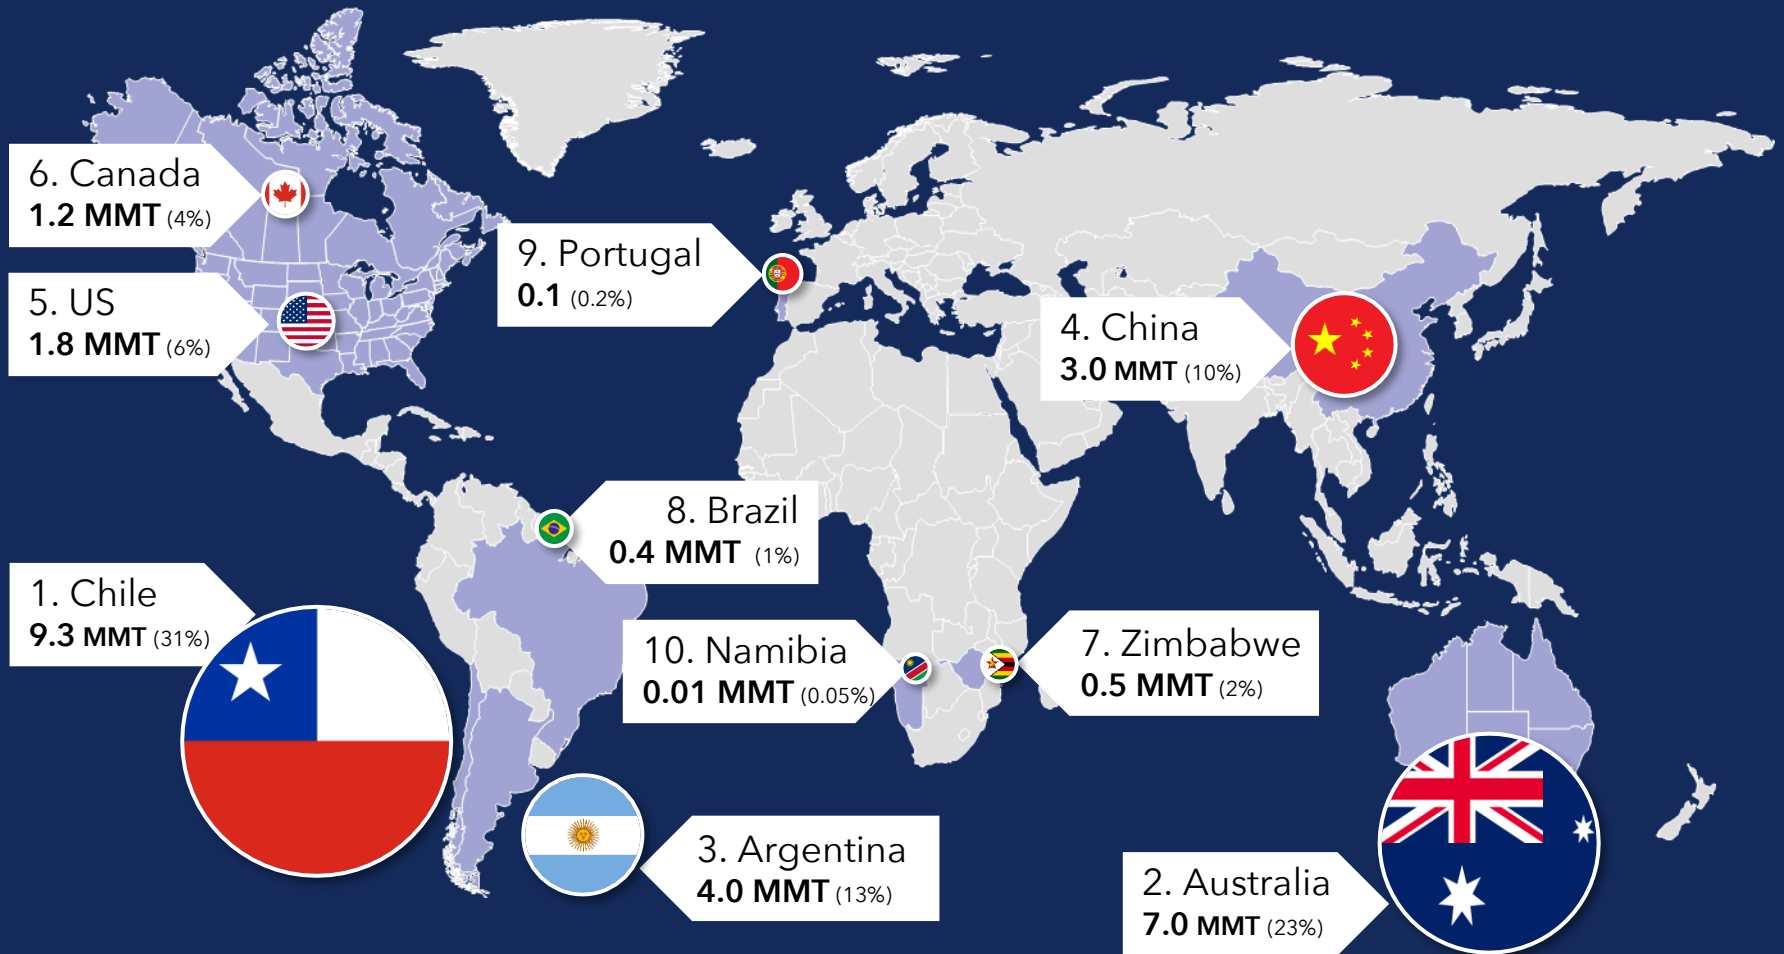 6. Canada
1.2 MMT (4%)
5. US
1.8 MMT (6%)
9. Portugal
0.1 (0.2%)
4. China
3.0 MMT (10%)
8. Brazil
0.4 MMT (1%)
1. Chile
9.3 MMT (31%)
10. Namibia
0.01 MMT (0.05%)
7. Zimbabwe
0.5 MMT (2%)
3. Argentina
4.0 MMT (13%)
2. Australia
7.0 MMT (23%)